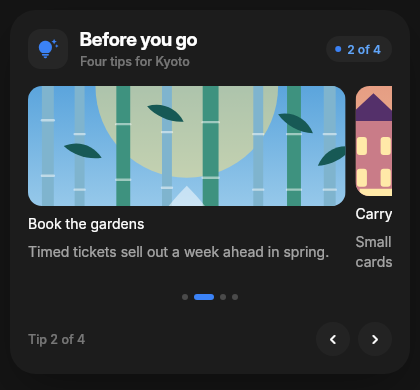 Before you go
Four tips for Kyoto
2 of 4
Book the gardens
Timed tickets sell out a week ahead in spring.
Carry
Small
cards
Tip 2 of 4